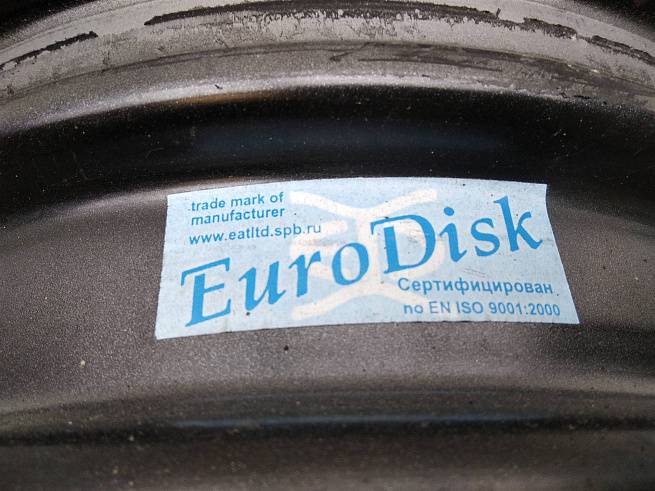 trade mark of
manufacturer
www.eatltd.spb.ru
EuroDisk
Сертифицирован
по EN ISO 9001:2000